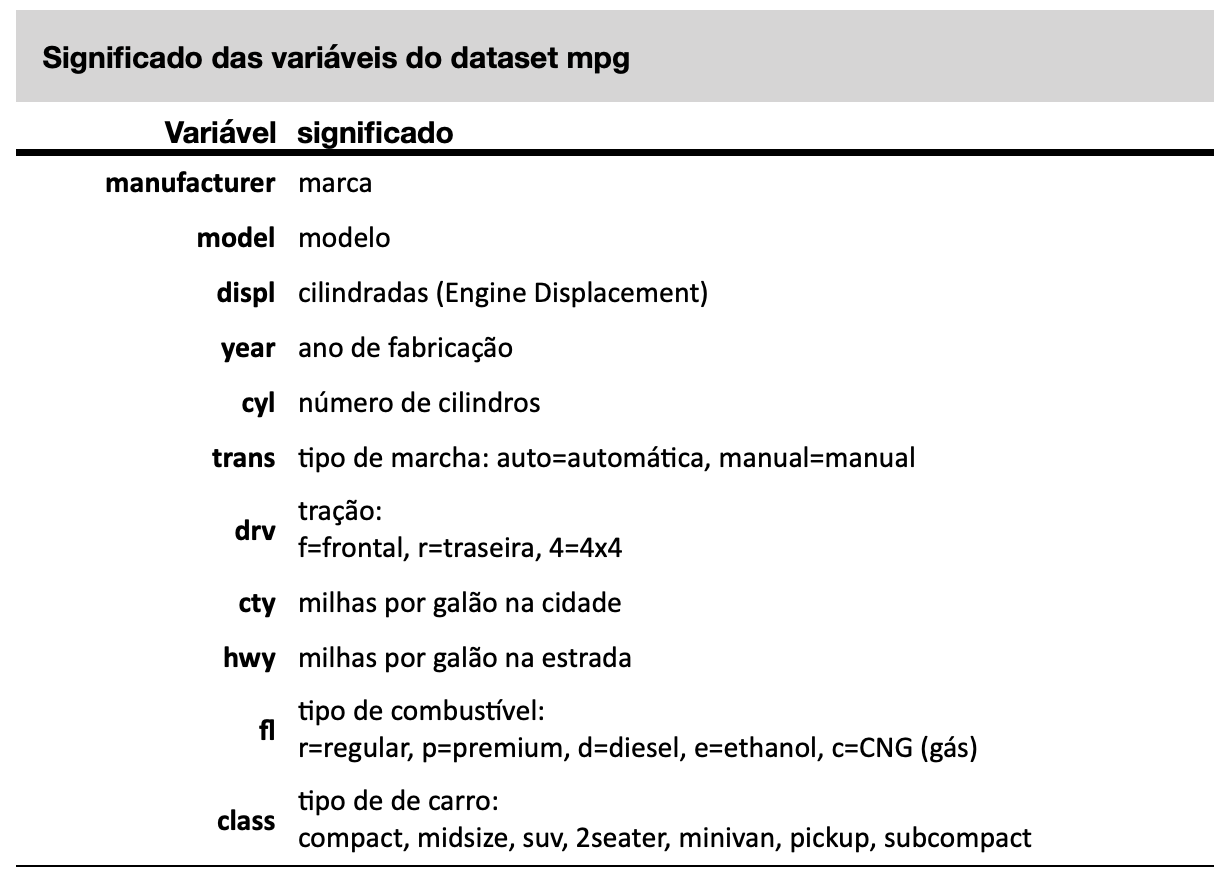 Significado das variáveis do dataset mpg
Variável significado
manufacturer marca
model modelo
displ cilindradas (Engine Displacement)
year ano de fabricação
cyl número de cilindros
trans tipo de marcha: auto=automática, manual=manual
drv tração:
f=frontal, r=traseira, 4=4x4
cty milhas por galão na cidade
hwy milhas por galão na estrada
fl tipo de combustível:
r=regular, p=premium, d=diesel, e=ethanol, c=CNG (gás)
class tipo de de carro:
compact, midsize, suv, 2seater, minivan, pickup, subcompact